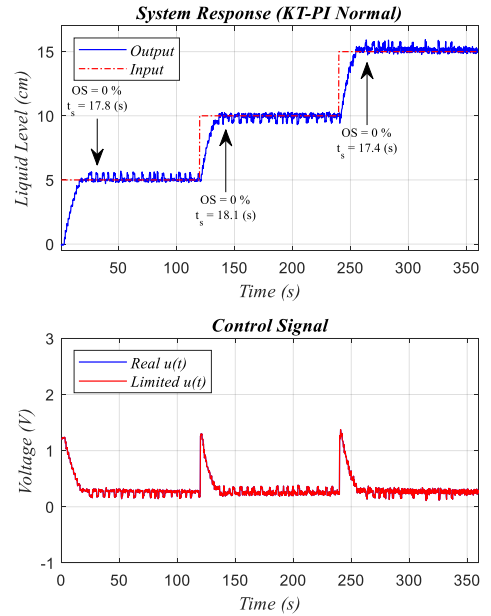 System Response (KT-PI Normal)
Output
Input
OS = 0 %
ts = 17.8 (s)
OS = 0 %
ts = 18.1 (s)
OS = 0 %
ts = 17.4 (s)
Liquid Level (cm)
15
10
5
0
50 100 150 200 250 300 350
Time (s)
Control Signal
Real u(t)
Limited u(t)
Voltage (V)
3
2
1
0
-1
0 50 100 150 200 250 300 350
Time (s)